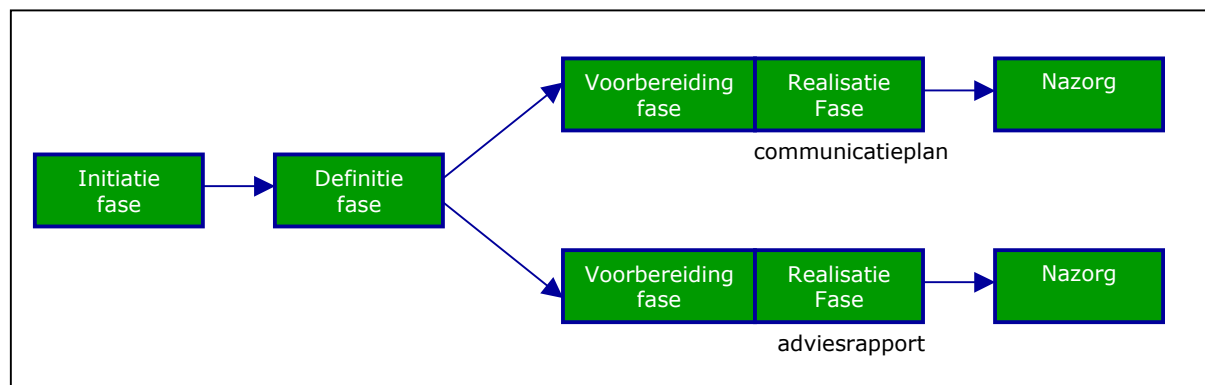 Initiatie
fase
Definitie
fase
Voorbereiding
fase
Realisatie
Fase
Nazorg
communicatieplan
Voorbereiding
fase
Realisatie
Fase
Nazorg
adviesrapport